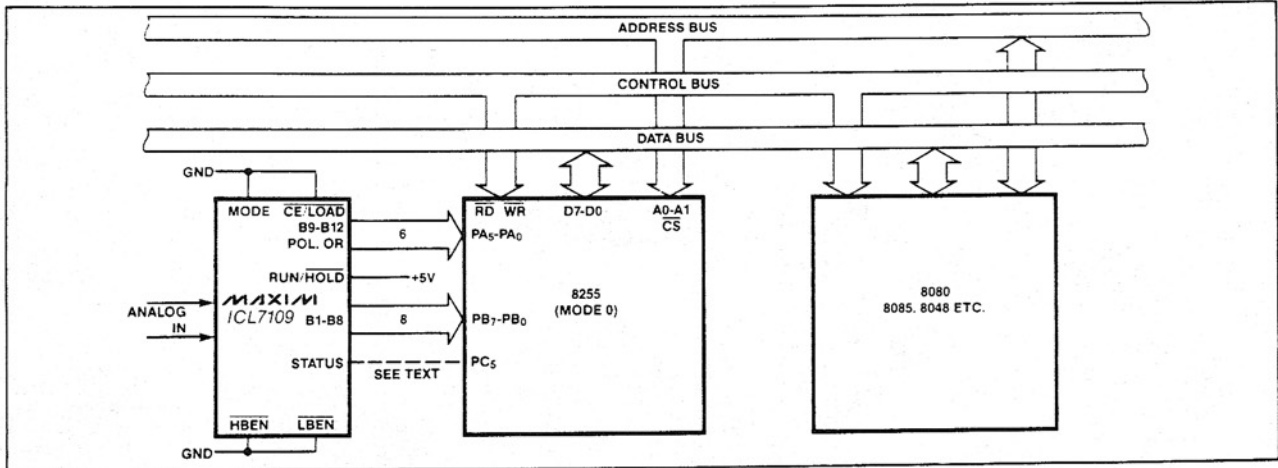 ADDRESS BUS
CONTROL BUS
DATA BUS
GND
MODE CE/LOAD
B9-B12
POL. OR
6
RUN/HOLD
+5V
MAXIM
ICL7109
ANALOG
IN
B1-B8
8
STATUS
SEE TEXT
HBEN LBEN
GND
RD WR D7-D0 A0-A1
CS
PA5-PA0
8255
(MODE 0)
PB7-PB0
PC5
8080
8085. 8048 ETC.